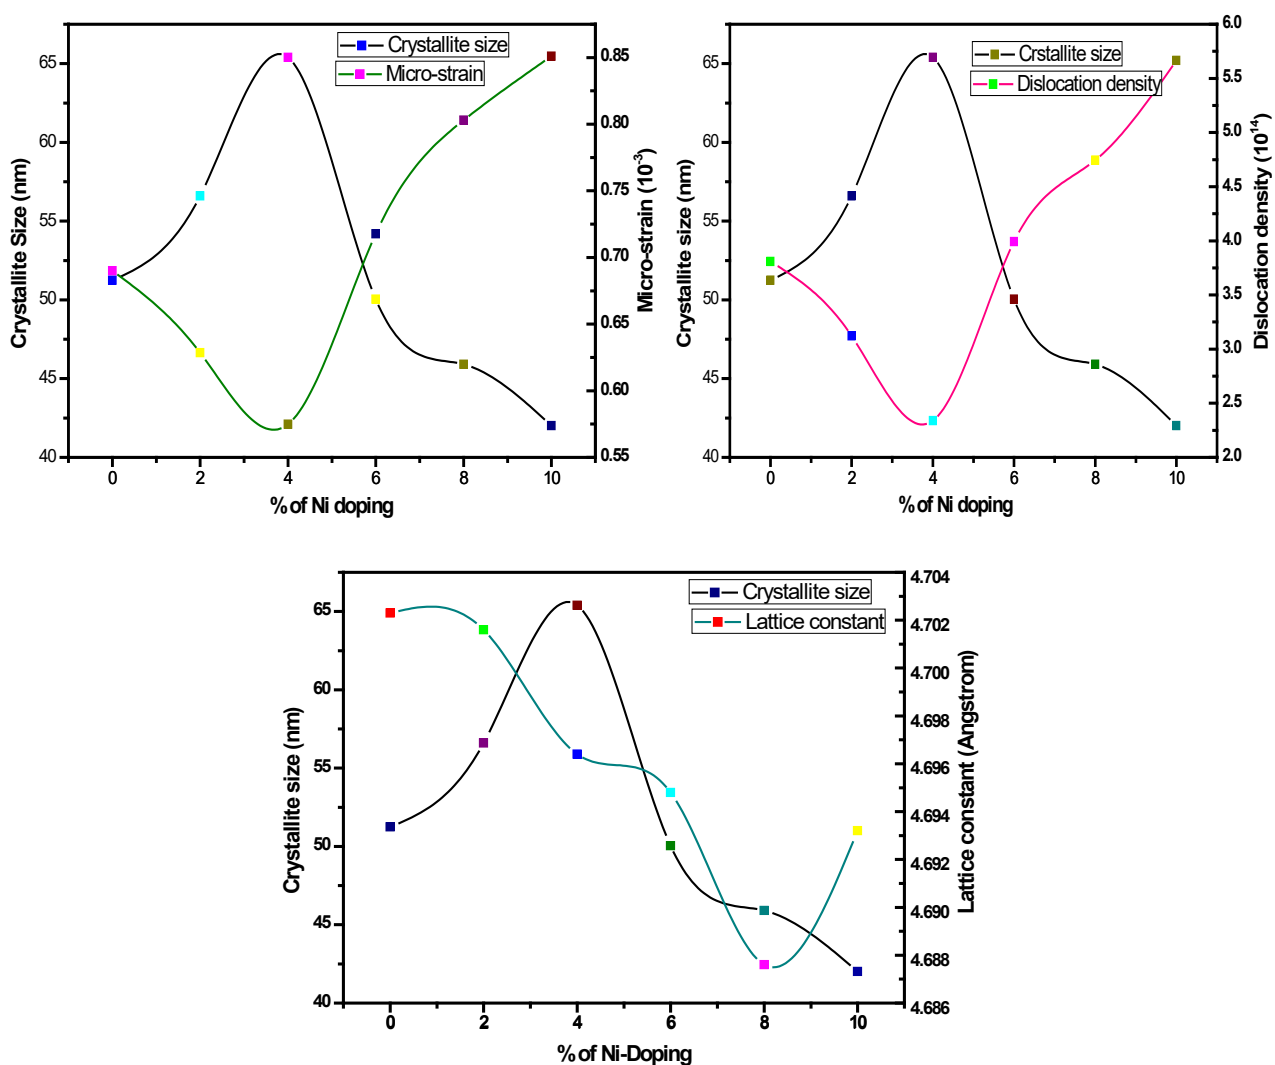 Crystallite size
Micro-strain
65
60
55
50
45
40
0.85
0.80
0.75
0.70
0.65
0.60
0.55
0 2 4 6 8 10
Crystallite Size (nm)
Micro-strain (10-3)
% of Ni doping
Crstallite size
Dislocation density
65
60
55
50
45
40
6.0
5.5
5.0
4.5
4.0
3.5
3.0
2.5
2.0
0 2 4 6 8 10
Crystallite size (nm)
Dislocation density (1014)
% of Ni doping
Crystallite size
Lattice constant
65
60
55
50
45
40
4.704
4.702
4.700
4.698
4.696
4.694
4.692
4.690
4.688
4.686
0 2 4 6 8 10
Crystallite size (nm)
Lattice constant (Angstrom)
% of Ni-Doping